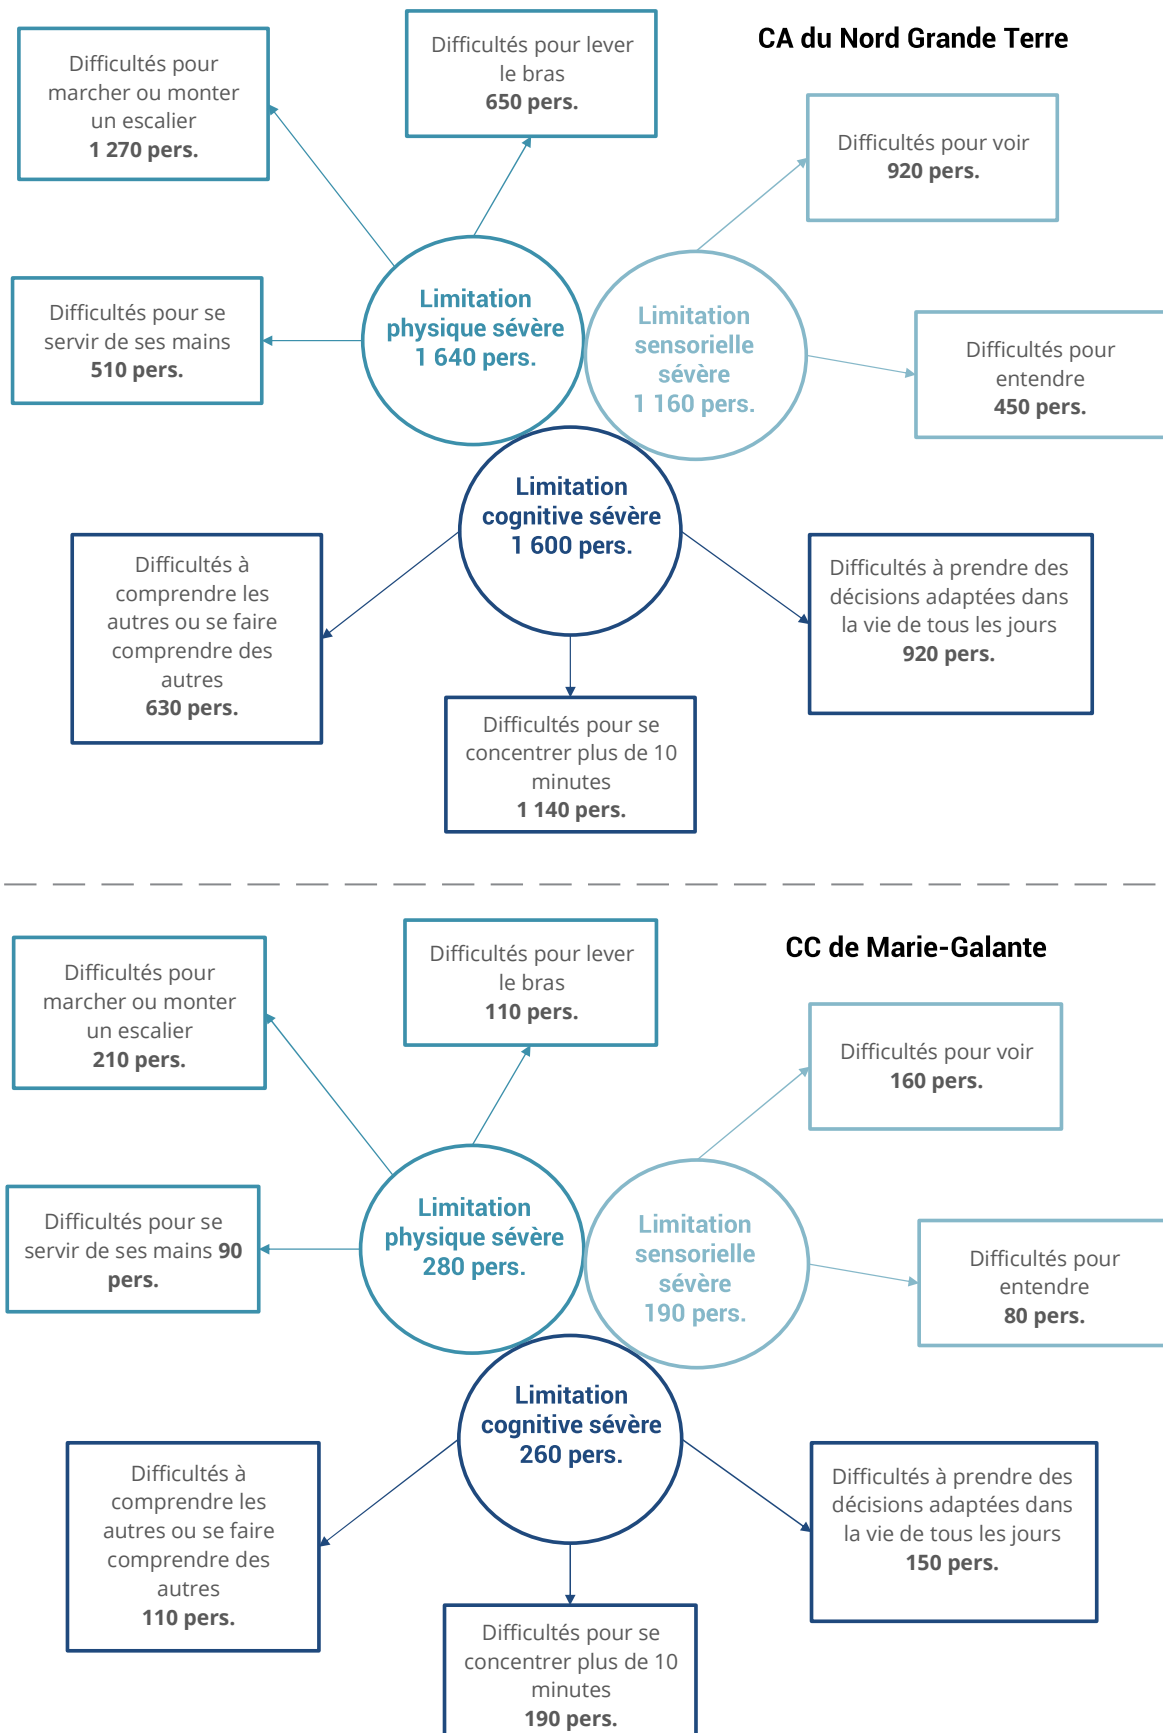 CA du Nord Grande Terre
Difficultés pour
marcher ou monter
un escalier
1 270 pers.
Difficultés pour lever
le bras
650 pers.
Difficultés pour voir
920 pers.
Difficultés pour se
servir de ses mains
510 pers.
Limitation
physique sévère
1 640 pers.
Limitation
sensorielle
sévère
1 160 pers.
Difficultés pour
entendre
450 pers.
Limitation
cognitive sévère
1 600 pers.
Difficultés à
comprendre les
autres ou se faire
comprendre des
autres
630 pers.
Difficultés pour se
concentrer plus de 10
minutes
1 140 pers.
Difficultés à prendre des
décisions adaptées dans
la vie de tous les jours
920 pers.
CC de Marie-Galante
Difficultés pour
marcher ou monter
un escalier
210 pers.
Difficultés pour lever
le bras
110 pers.
Difficultés pour voir
160 pers.
Difficultés pour se
servir de ses mains 90
pers.
Limitation
physique sévère
280 pers.
Limitation
sensorielle
sévère
190 pers.
Difficultés pour
entendre
80 pers.
Limitation
cognitive sévère
260 pers.
Difficultés à
comprendre les
autres ou se faire
comprendre des
autres
110 pers.
Difficultés pour se
concentrer plus de 10
minutes
190 pers.
Difficultés à prendre des
décisions adaptées dans
la vie de tous les jours
150 pers.